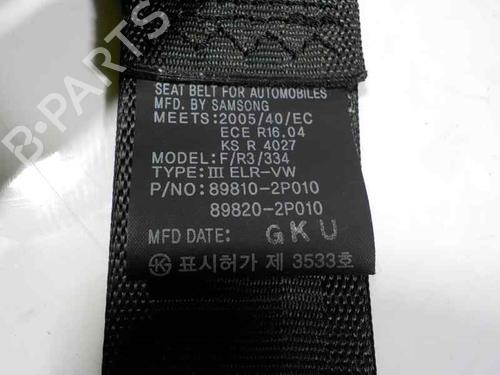 SEAT BELT FOR AUTOMOBILES
MFD. BY SAMSONG
MEETS:2005/40/EC
ECE R16.04
KS R 4027
MODEL:F/R3/334
TYPE:III ELR-VW
P/NO:89810-2P010
89820-2P010
MFD DATE: GKU
K 표시허가 제 3533호
B-PARTS